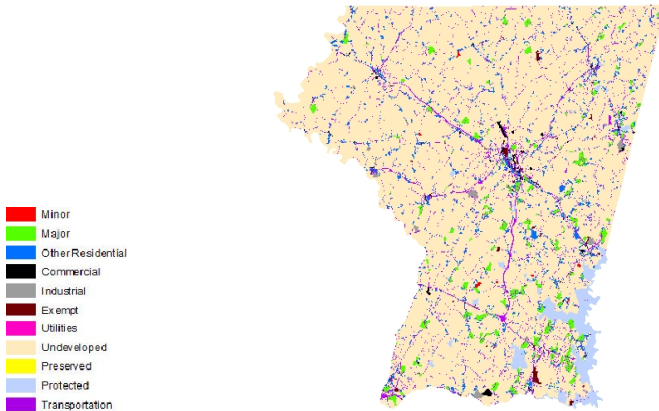 Minor
Major
Other Residential
Commercial
Industrial
Exempt
Utilities
Undeveloped
Preserved
Protected
Transportation